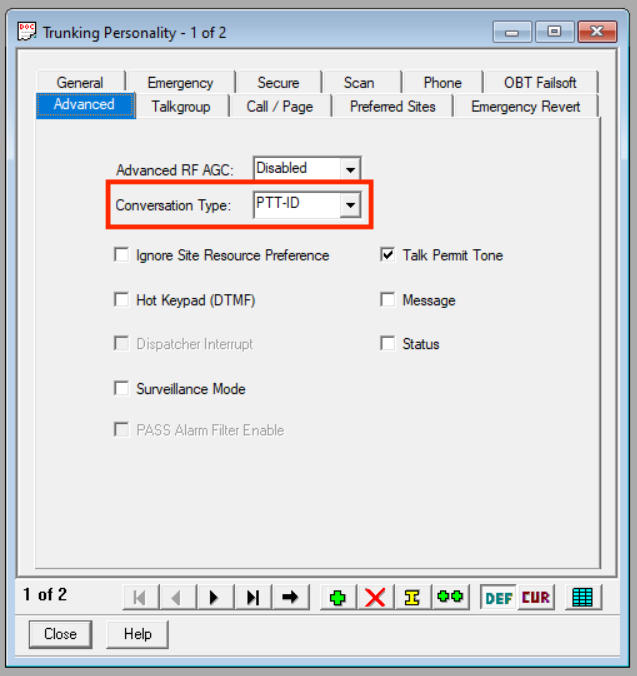 DOC
Trunking Personality - 1 of 2
General Emergency Secure Scan Phone OBT Failsoft
Advanced Talkgroup Call / Page Preferred Sites Emergency Revert
Advanced RF AGC: Disabled
Conversation Type: PTT-ID
Ignore Site Resource Preference Talk Permit Tone
Hot Keypad (DTMF) Message
Dispatcher Interrupt Status
Surveillance Mode
PASS Alarm Filter Enable
1 of 2 DEF CUR
Close Help